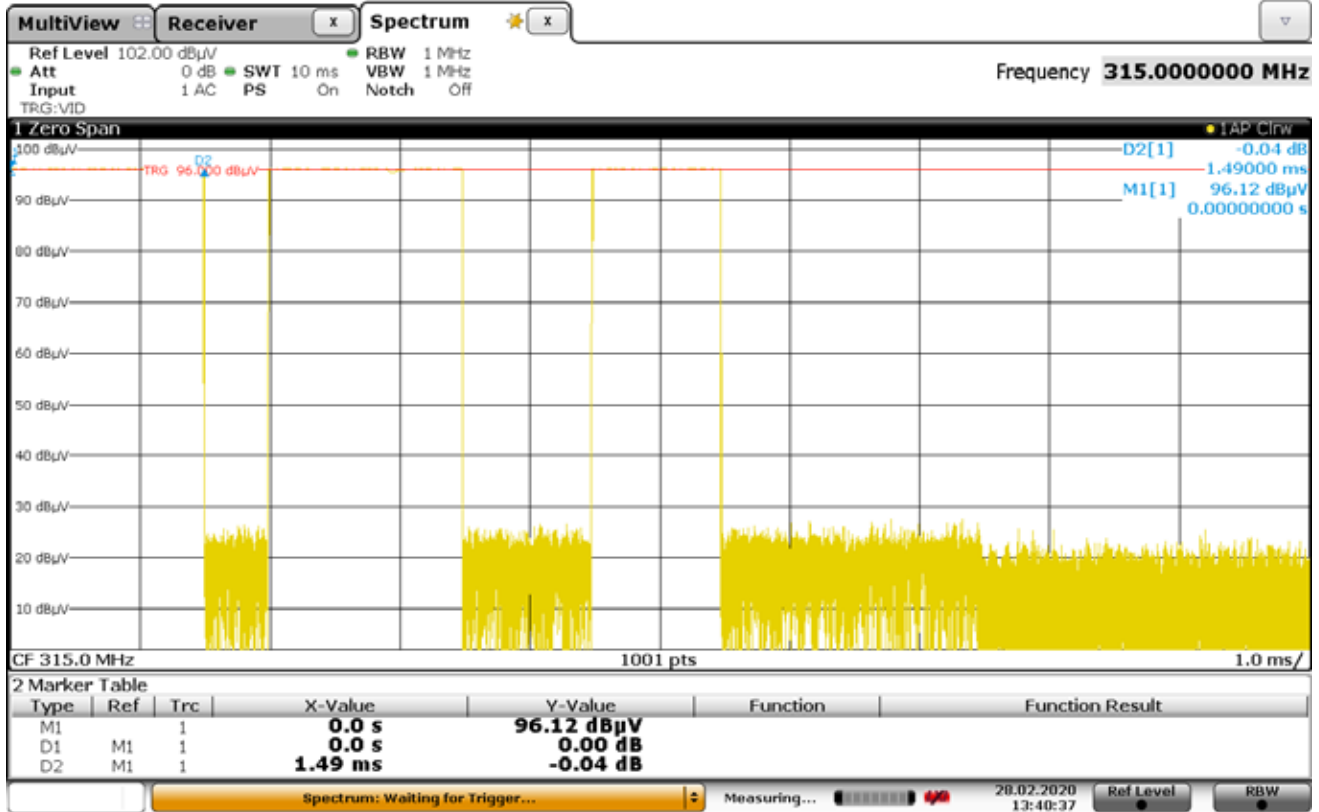 MultiView Receiver x Spectrum x
Ref Level 102.00 dBµV RBW 1 MHz
Att 0 dB SWT 10 ms VBW 1 MHz Frequency 315.0000000 MHz
Input 1 AC PS On Notch Off
TRG:VID
1 Zero Span 1AP Clrw
100 dBµV D2[1] -0.04 dB
D2
TRG 96.000 dBµV 1.49000 ms
M1[1] 96.12 dBµV
90 dBµV
0.00000000 s
80 dBµV
70 dBµV
60 dBµV
50 dBµV
40 dBµV
30 dBµV
20 dBµV
10 dBµV
CF 315.0 MHz 1001 pts 1.0 ms/
2 Marker Table
Type Ref Trc X-Value Y-Value Function Function Result
M1 1 0.0 s 96.12 dBµV
D1 M1 1 0.0 s 0.00 dB
D2 M1 1 1.49 ms -0.04 dB
Spectrum: Waiting for Trigger... Measuring... 28.02.2020 Ref Level RBW
13:40:37